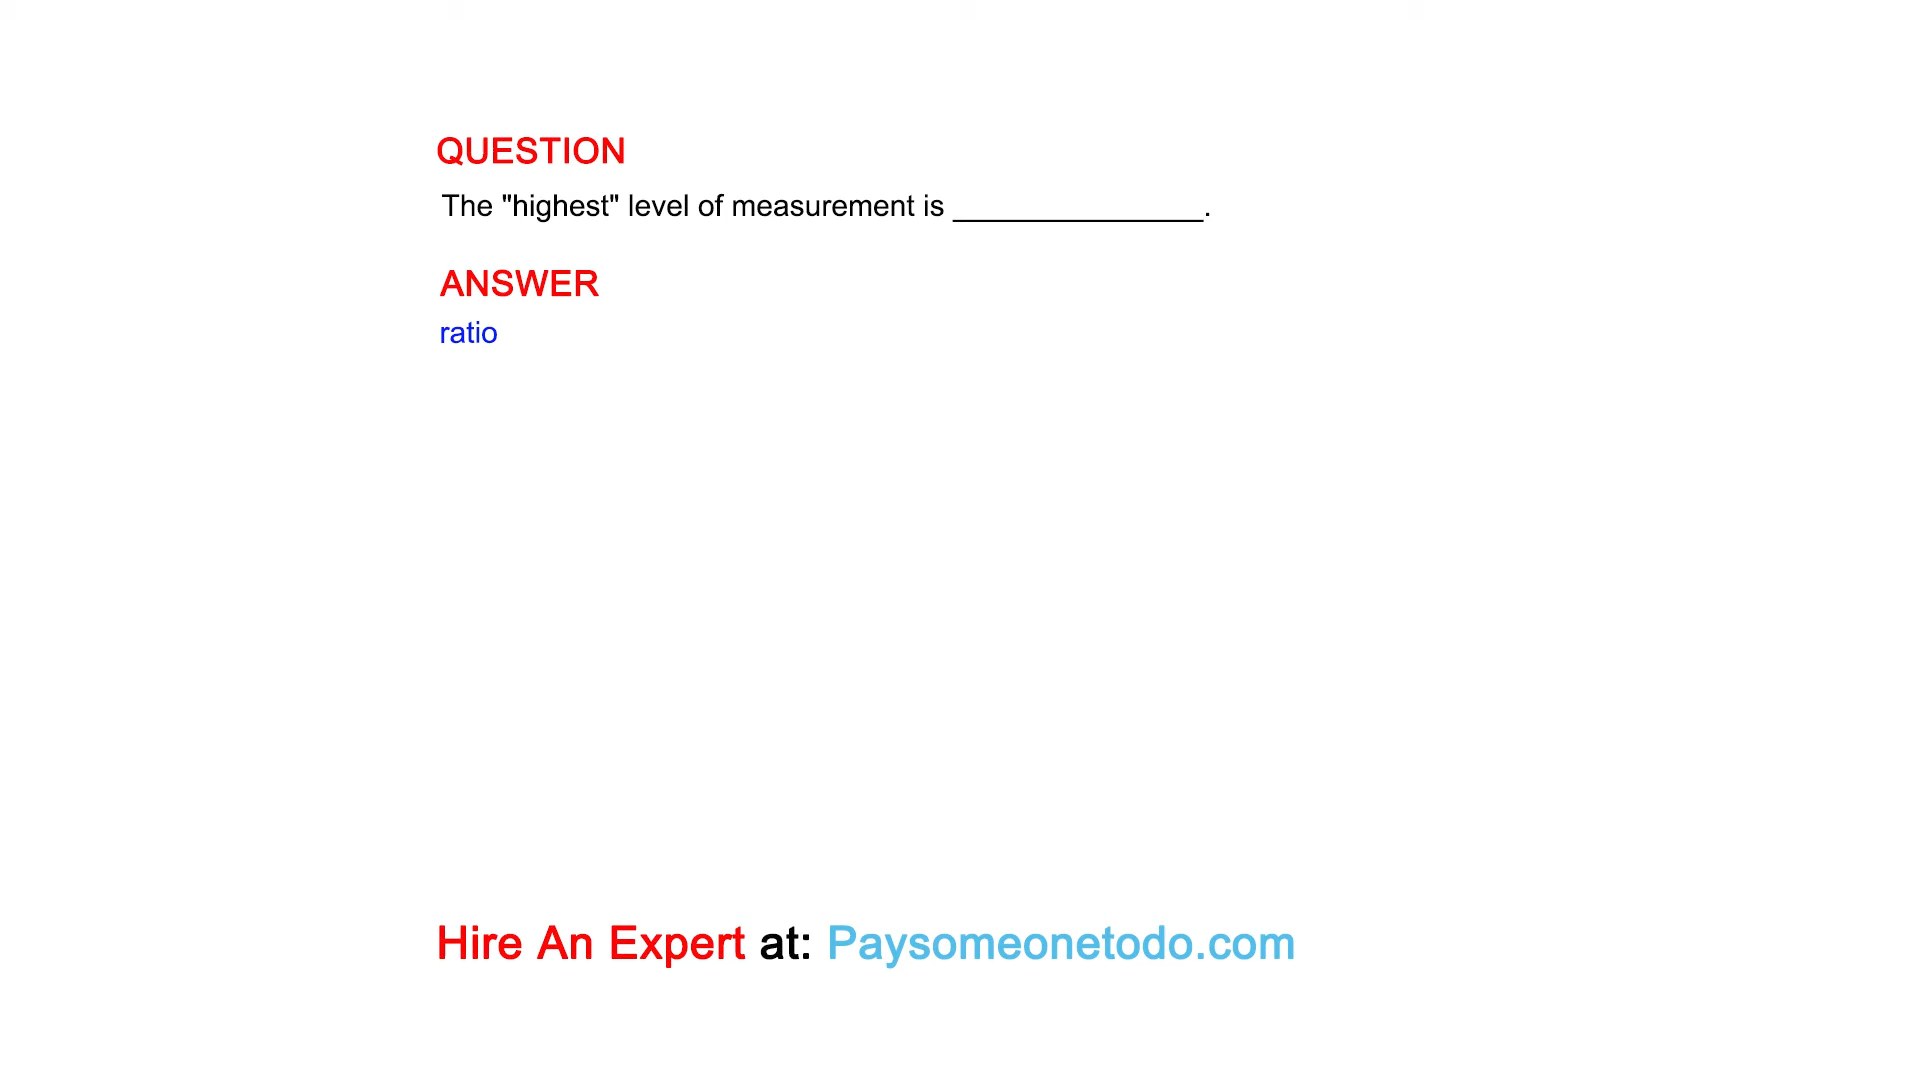 QUESTION
The "highest" level of measurement is _______________.
ANSWER
ratio
Hire An Expert at: Paysomeonetodo.com